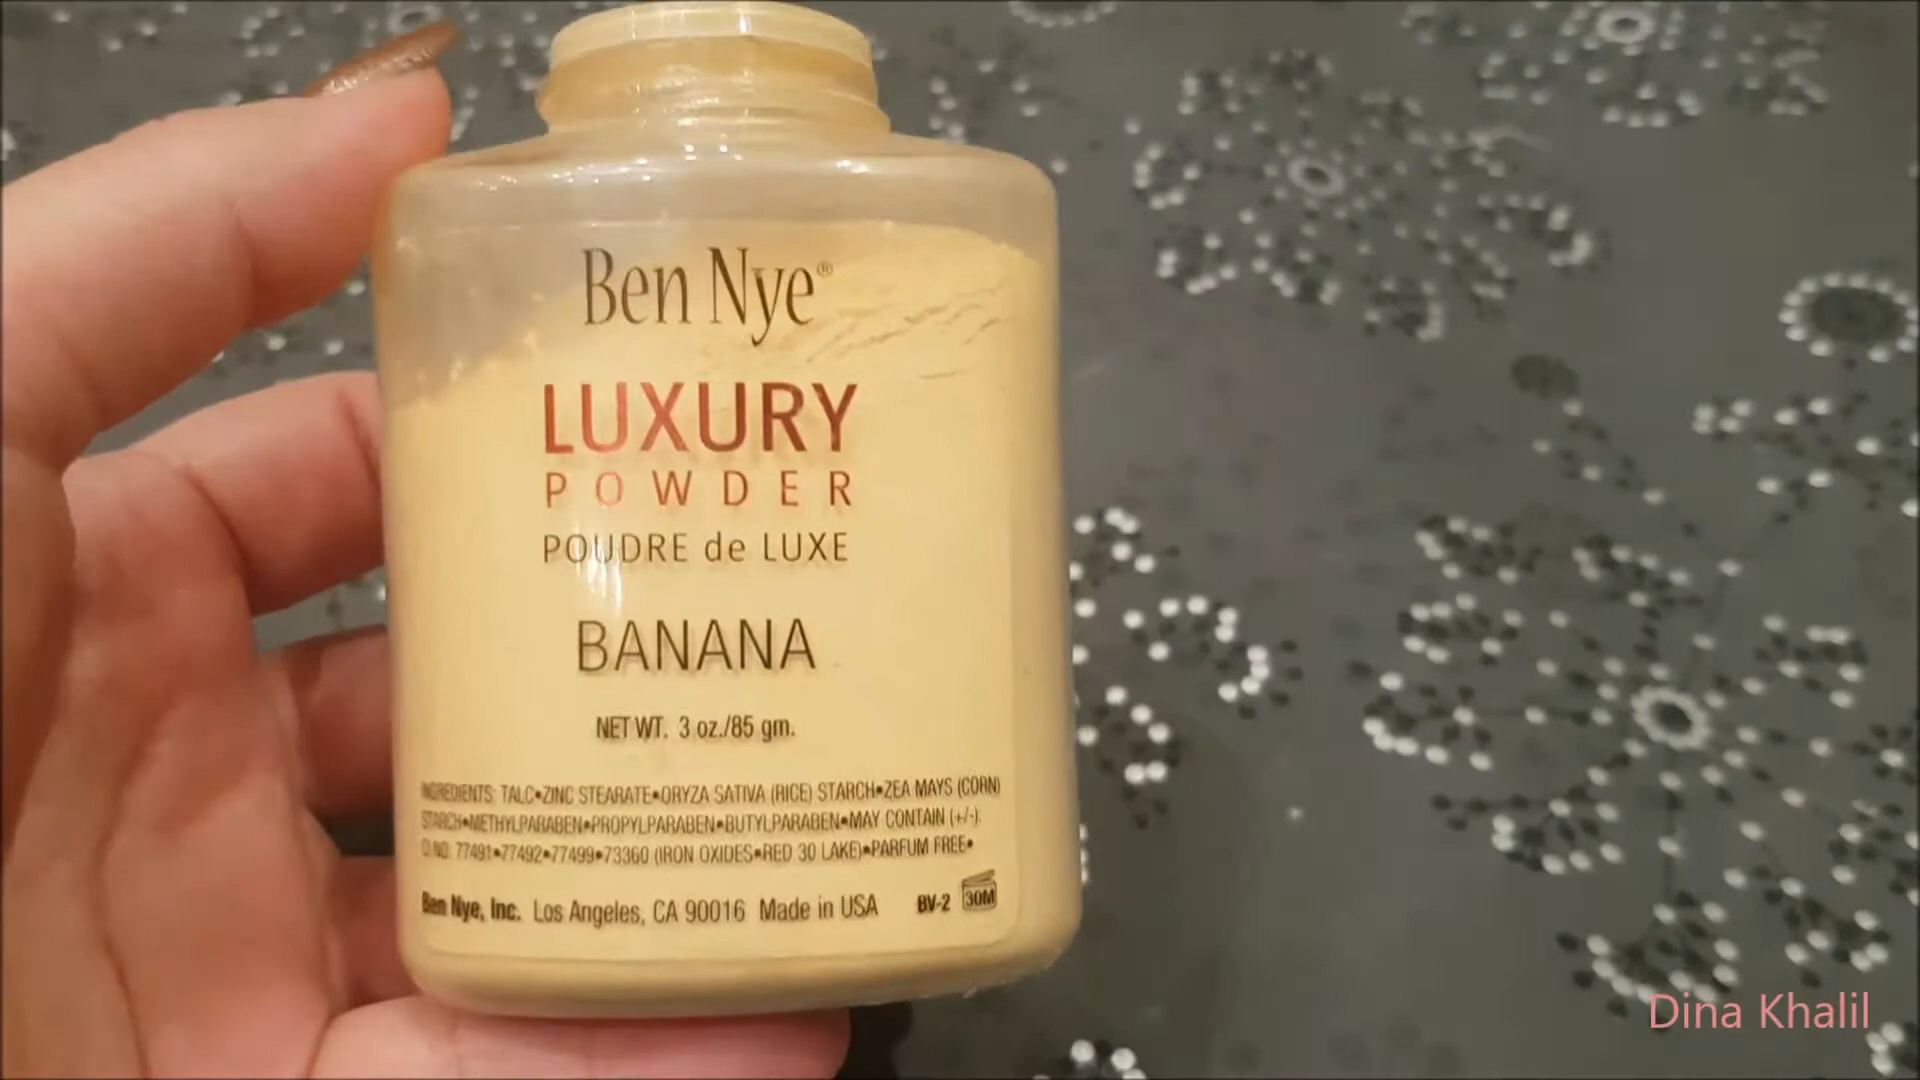 Ben Nye®
LUXURY
POWDER
POUDRE de LUXE
BANANA
NET WT. 3 oz./85 gm.
INGREDIENTS: TALC•ZINC STEARATE•ORYZA SATIVA (RICE) STARCH•ZEA MAYS (CORN)
STARCH•METHYLPARABEN•PROPYLPARABEN•BUTYLPARABEN•MAY CONTAIN (+/-):
CI NO. 77491•77492•77499•73360 (IRON OXIDES•RED 30 LAKE)•PARFUM FREE•
Ben Nye, Inc. Los Angeles, CA 90016 Made in USA BV-2 30M
Dina Khalil